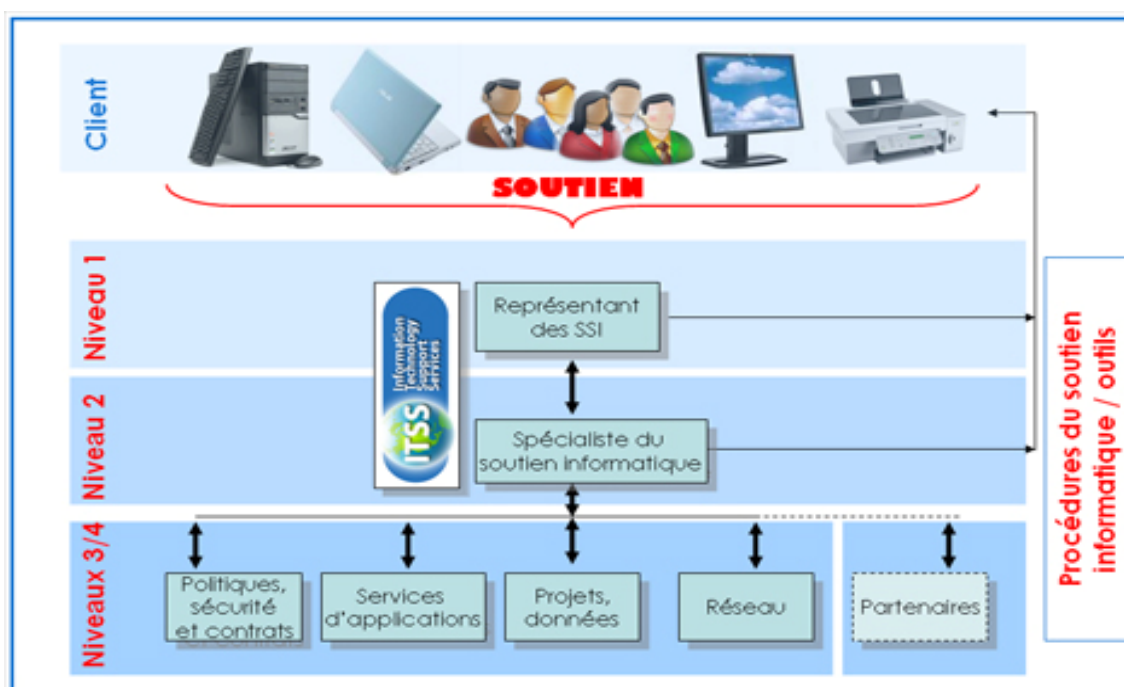 Client
SOUTIEN
Niveau 1
Représentant
des SSI
Information
Technology
Support
Services
ITSS
Niveau 2
Spécialiste du
soutien informatique
Niveaux 3/4
Politiques,
sécurité
et contrats
Services
d'applications
Projets,
données
Réseau
Partenaires
Procédures du soutien
informatique / outils